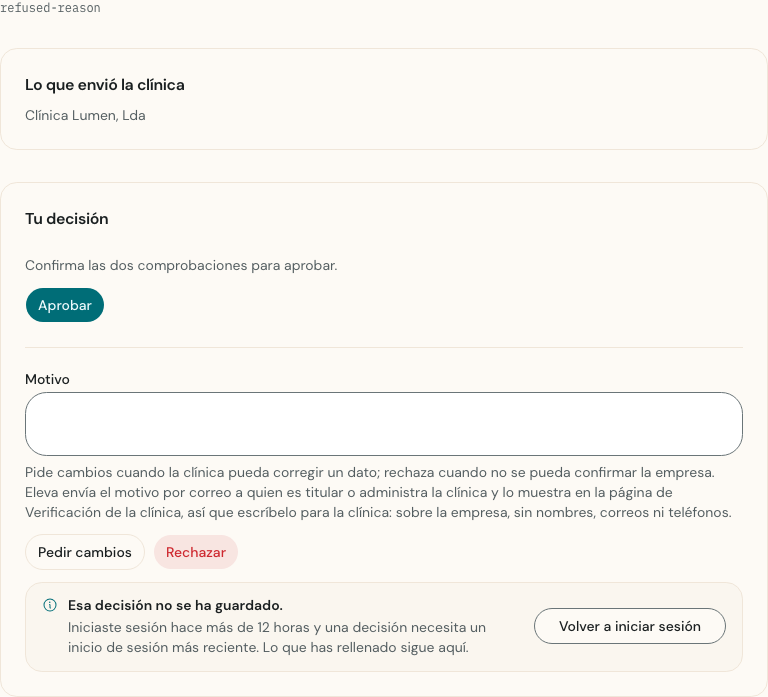 refused-reason
Lo que envió la clínica
Clínica Lumen, Lda
Tu decisión
Confirma las dos comprobaciones para aprobar.
Aprobar
Motivo
Pide cambios cuando la clínica pueda corregir un dato; rechaza cuando no se pueda confirmar la empresa.
Eleva envía el motivo por correo a quien es titular o administra la clínica y lo muestra en la página de
Verificación de la clínica, así que escríbelo para la clínica: sobre la empresa, sin nombres, correos ni teléfonos.
Pedir cambios
Rechazar
Esa decisión no se ha guardado.
Iniciaste sesión hace más de 12 horas y una decisión necesita un
inicio de sesión más reciente. Lo que has rellenado sigue aquí.
Volver a iniciar sesión